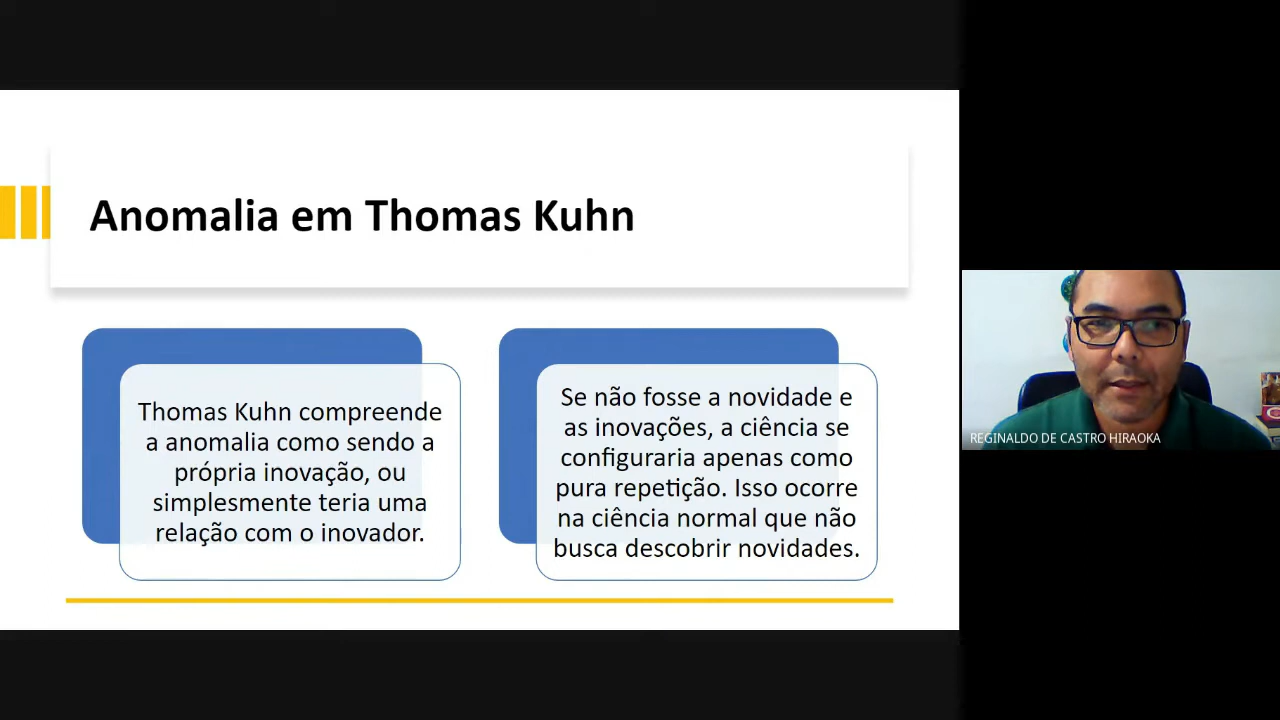 Anomalia em Thomas Kuhn
Thomas Kuhn compreende
a anomalia como sendo a
própria inovação, ou
simplesmente teria uma
relação com o inovador.
Se não fosse a novidade e
as inovações, a ciência se
configuraria apenas como
pura repetição. Isso ocorre
na ciência normal que não
busca descobrir novidades.
REGINALDO DE CASTRO HIRAOKA